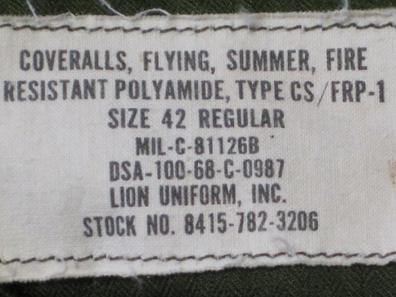 COVERALLS, FLYING, SUMMER, FIRE
RESISTANT POLYAMIDE, TYPE CS/FRP-1
SIZE 42 REGULAR
MIL-C-81126B
DSA-100-68-C-0987
LION UNIFORM, INC.
STOCK NO. 8415-782-3206